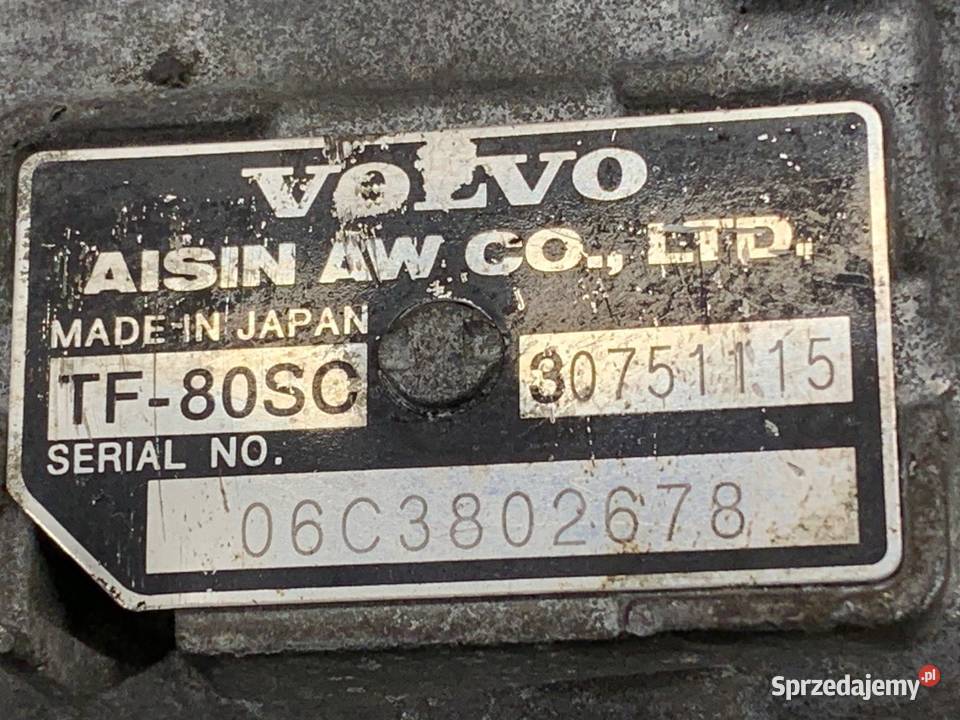 VOLVO
AISIN AW CO., LTD.
MADE IN JAPAN
TF-80SC 30751115
SERIAL NO.
06C3802678
Sprzedajemy.pl